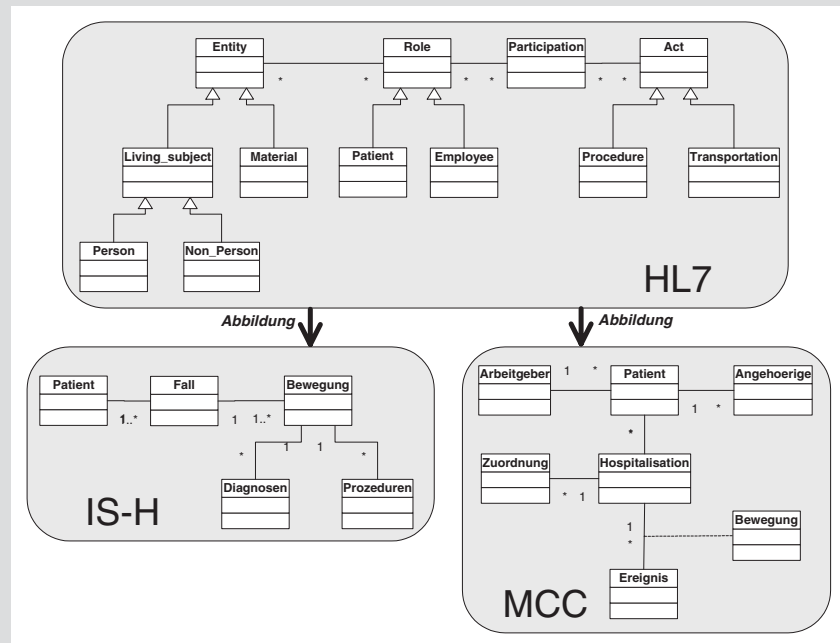 Entity
Role
Participation
Act
* * * * * *
Living_subject
Material
Patient
Employee
Procedure
Transportation
Person
Non_Person
HL7
Abbildung
Abbildung
Patient
Fall
Bewegung
1..* 1 1..*
1 1
* *
Diagnosen
Prozeduren
IS-H
Arbeitgeber
1 *
Patient
Angehoerige
1 *
*
Zuordnung
Hospitalisation
* 1
1
*
Bewegung
Ereignis
MCC